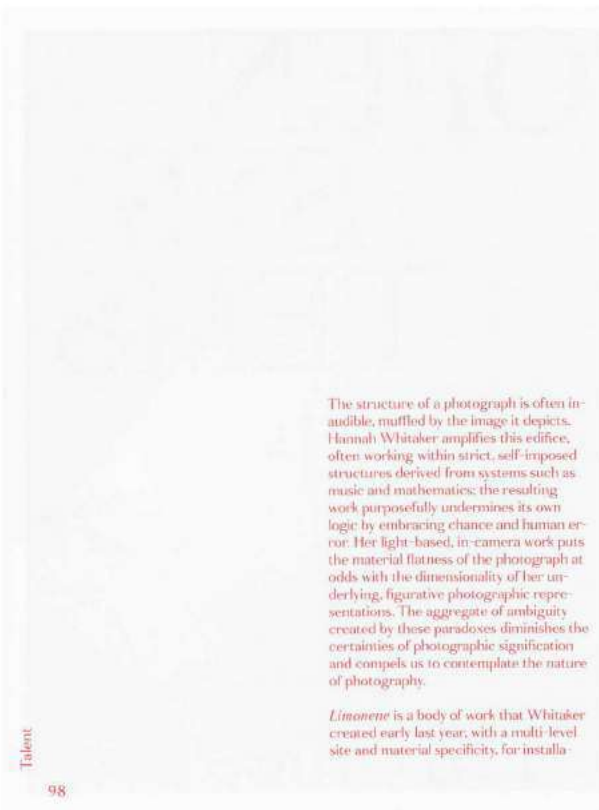 The structure of a photograph is often in-
audible, muffled by the image it depicts.
Hannah Whitaker amplifies this edifice,
often working within strict, self-imposed
structures derived from systems such as
music and mathematics; the resulting
work purposefully undermines its own
logic by embracing chance and human er-
ror. Her light-based, in-camera work puts
the material flatness of the photograph at
odds with the dimensionality of her un-
derlying, figurative photographic repre-
sentations. The aggregate of ambiguity
created by these paradoxes diminishes the
certainties of photographic signification
and compels us to contemplate the nature
of photography.
Limonene is a body of work that Whitaker
created early last year, with a multi-level
site and material specificity, for installa-
Talent
98